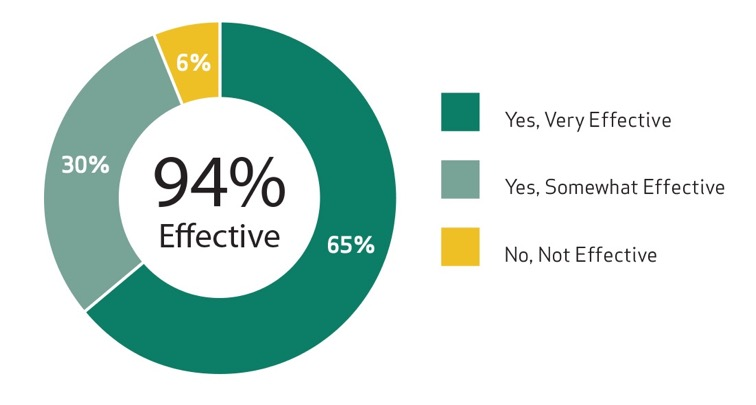 6%
30%
94%
Effective
65%
Yes, Very Effective
Yes, Somewhat Effective
No, Not Effective